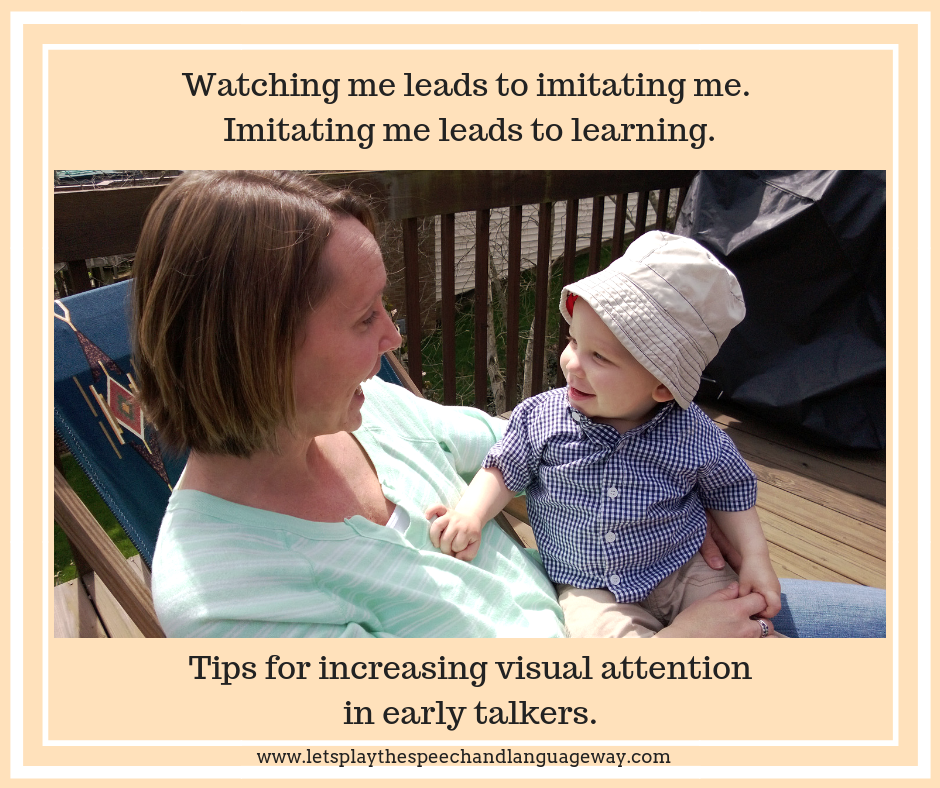 Watching me leads to imitating me.
Imitating me leads to learning.
Tips for increasing visual attention
in early talkers.
www.letsplaythespeechandlanguageway.com